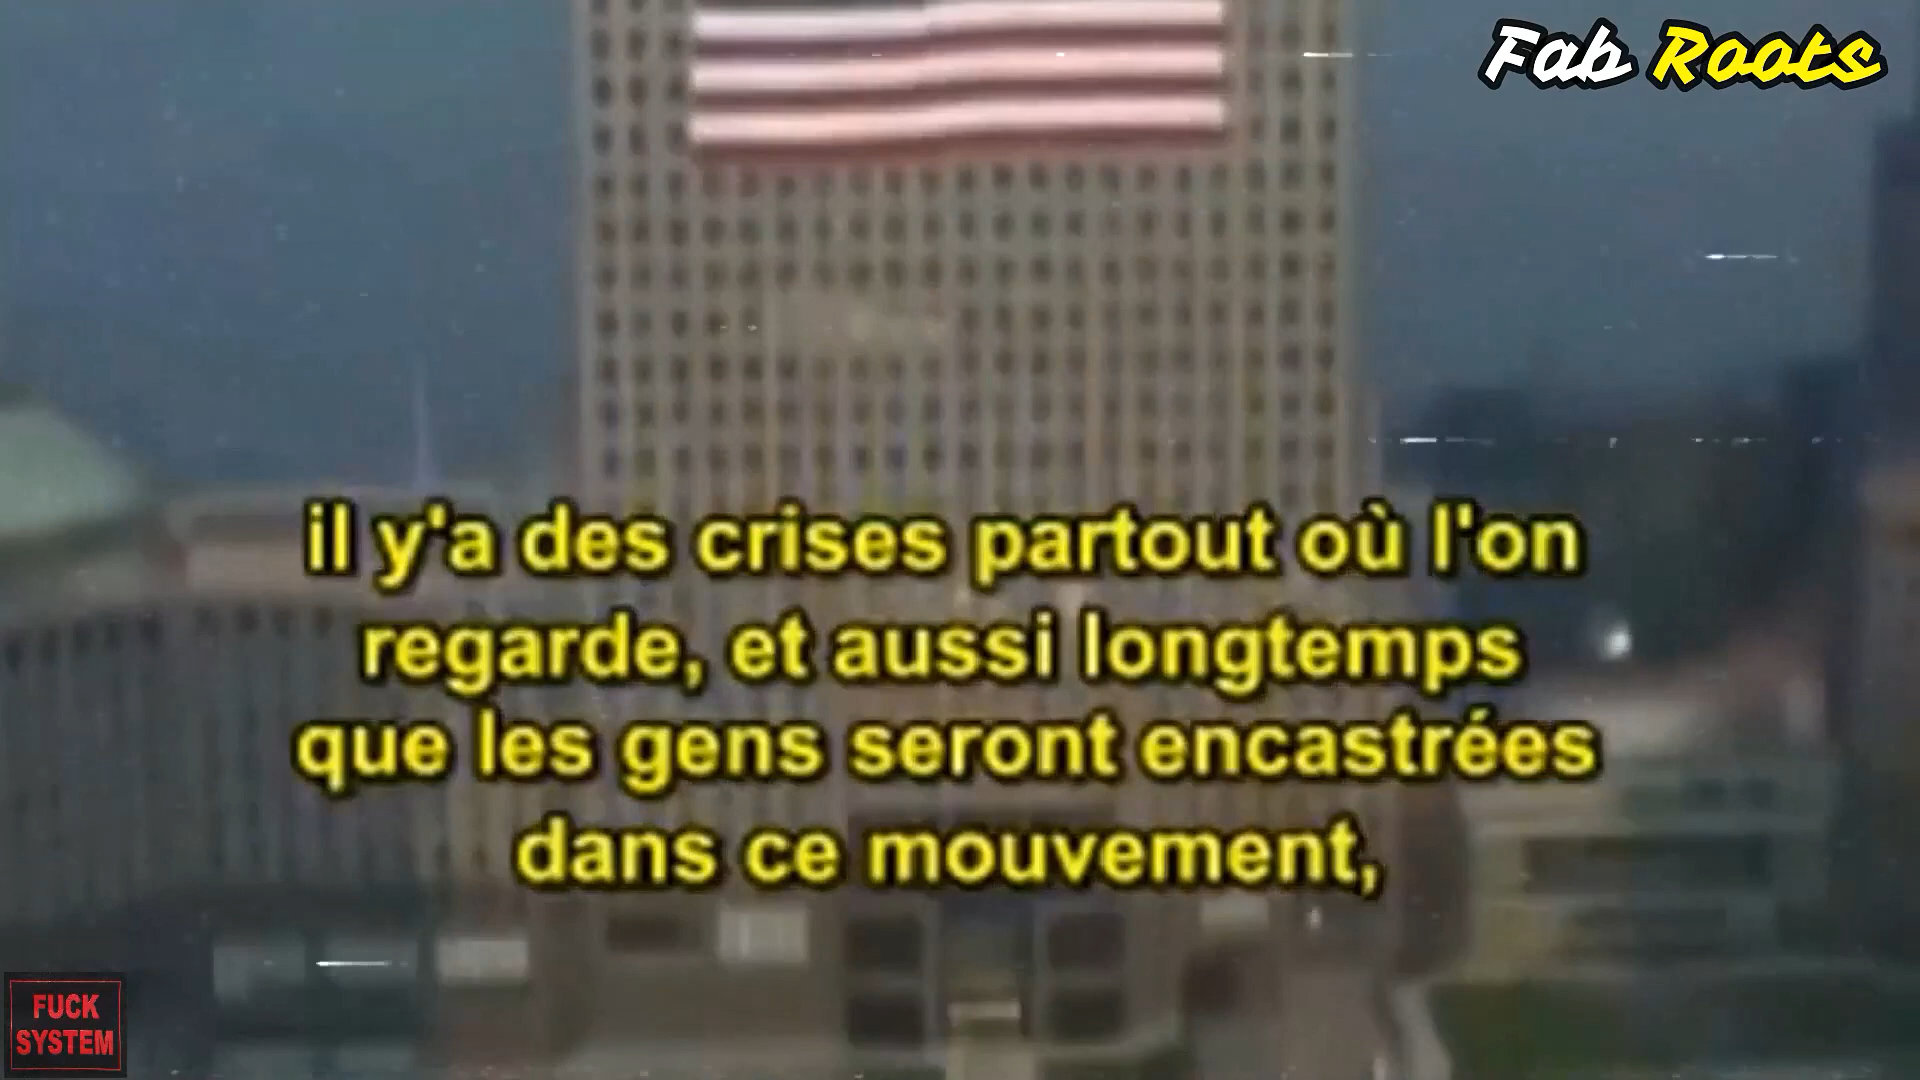 Fab Roots
il y'a des crises partout où l'on
regarde, et aussi longtemps
que les gens seront encastrées
dans ce mouvement,
FUCK
SYSTEM